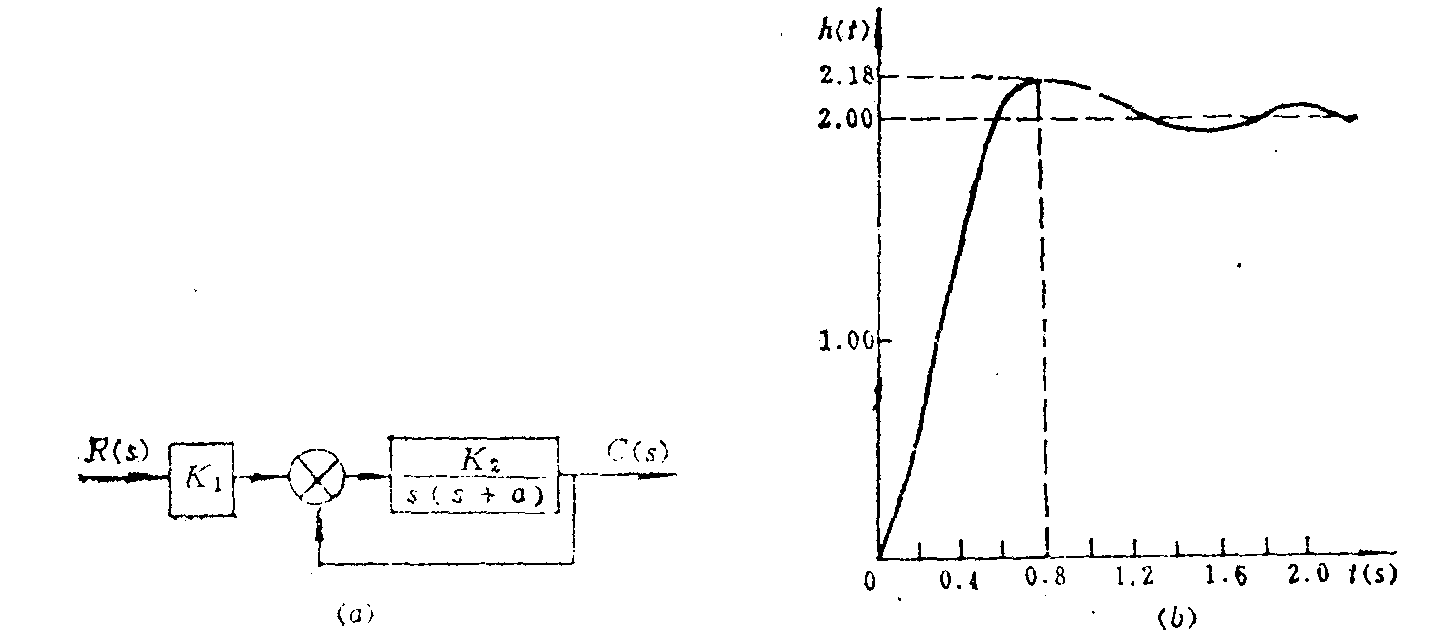 R(s)
K₁
K₂
s(s+a)
C(s)
(a)
h(t)
2.18
2.00
1.00
0 0.4 0.8 1.2 1.6 2.0 t(s)
(b)